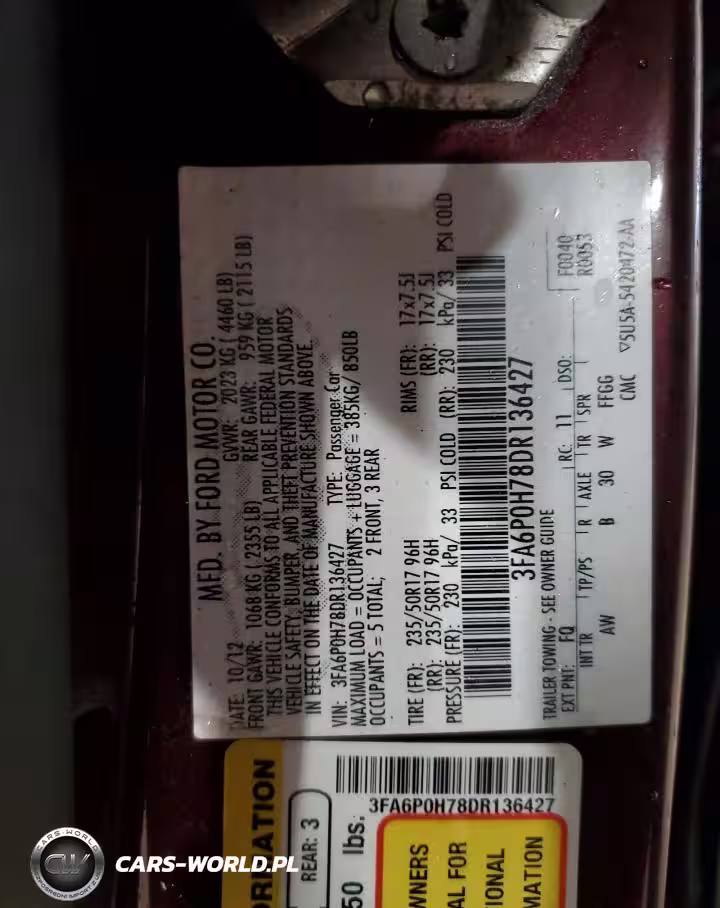 MFD. BY FORD MOTOR CO.
DATE: 10/12 GVWR: 2023 KG ( 4460 LB)
FRONT GAWR: 1068 KG ( 2355 LB) REAR GAWR: 959 KG ( 2115 LB)
THIS VEHICLE CONFORMS TO ALL APPLICABLE FEDERAL MOTOR
VEHICLE SAFETY, BUMPER, AND THEFT PREVENTION STANDARDS
IN EFFECT ON THE DATE OF MANUFACTURE SHOWN ABOVE.
VIN: 3FA6P0H78DR136427 TYPE: Passenger Car
MAXIMUM LOAD = OCCUPANTS + LUGGAGE = 385KG/ 850LB
OCCUPANTS = 5 TOTAL; 2 FRONT, 3 REAR
TIRE (FR): 235/50R17 96H RIMS (FR): 17x7.5J
(RR): 235/50R17 96H (RR): 17x7.5J
PRESSURE (FR): 230 kPa/ 33 PSI COLD (RR): 230 kPa/ 33 PSI COLD
3FA6P0H78DR136427
TRAILER TOWING - SEE OWNER GUIDE
F0040
R0053
EXT PNT: FQ RC: 11 DSO:
INT TR TP/PS R AXLE TR SPR
AW B 30 W FFGG
CMC ▽5U5A-5420472-AA
REAR: 3
lbs.
3FA6P0H78DR136427
CW
CARS-WORLD
CARS-WORLD.PL